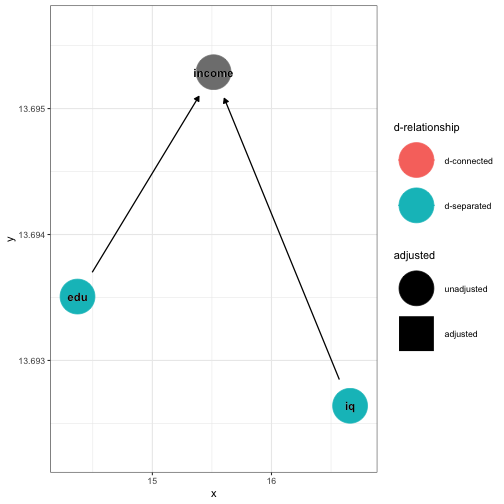 income
edu
iq
13.695
13.694
13.693
y
15
16
x
d-relationship
d-connected
d-separated
adjusted
unadjusted
adjusted